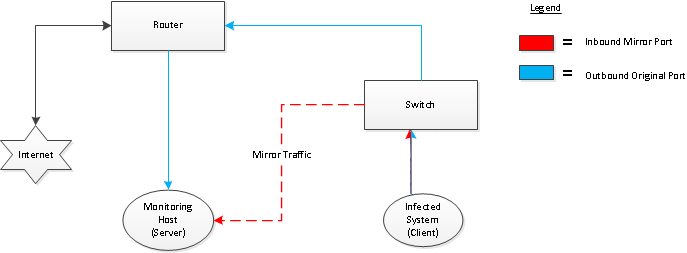 Router
Legend
= Inbound Mirror Port
= Outbound Original Port
Switch
Internet
Mirror Traffic
Monitoring
Host
(Server)
Infected
System
(Client)